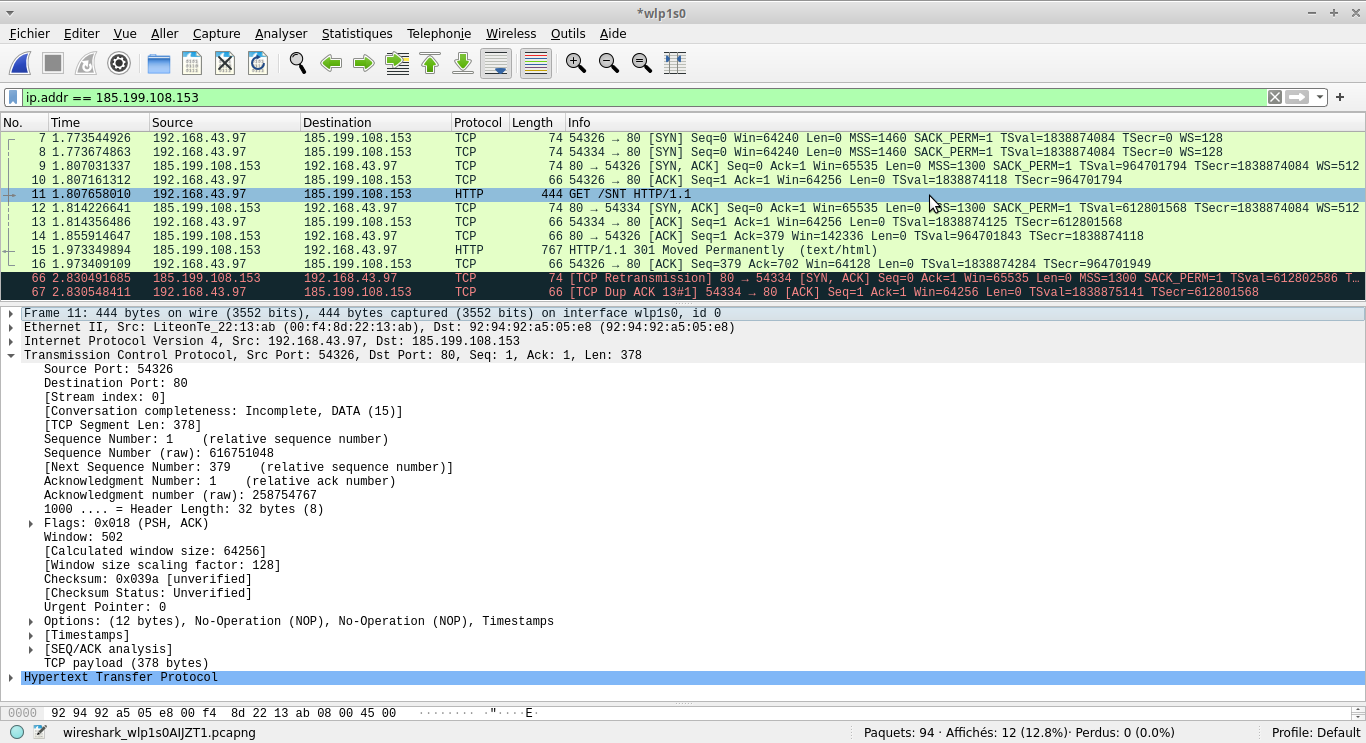 *wlp1s0
Fichier Editer Vue Aller Capture Analyser Statistiques Telephonie Wireless Outils Aide
ip.addr == 185.199.108.153
No. Time Source Destination Protocol Length Info
7 1.773544926 192.168.43.97 185.199.108.153 TCP 74 54326 → 80 [SYN] Seq=0 Win=64240 Len=0 MSS=1460 SACK_PERM=1 TSval=1838874084 TSecr=0 WS=128
8 1.773674863 192.168.43.97 185.199.108.153 TCP 74 54334 → 80 [SYN] Seq=0 Win=64240 Len=0 MSS=1460 SACK_PERM=1 TSval=1838874084 TSecr=0 WS=128
9 1.807031337 185.199.108.153 192.168.43.97 TCP 74 80 → 54326 [SYN, ACK] Seq=0 Ack=1 Win=65535 Len=0 MSS=1300 SACK_PERM=1 TSval=964701794 TSecr=1838874084 WS=512
10 1.807161312 192.168.43.97 185.199.108.153 TCP 66 54326 → 80 [ACK] Seq=1 Ack=1 Win=64256 Len=0 TSval=1838874118 TSecr=964701794
11 1.807658010 192.168.43.97 185.199.108.153 HTTP 444 GET /SNT HTTP/1.1
12 1.814226641 185.199.108.153 192.168.43.97 TCP 74 80 → 54334 [SYN, ACK] Seq=0 Ack=1 Win=65535 Len=0 MSS=1300 SACK_PERM=1 TSval=612801568 TSecr=1838874084 WS=512
13 1.814356486 192.168.43.97 185.199.108.153 TCP 66 54334 → 80 [ACK] Seq=1 Ack=1 Win=64256 Len=0 TSval=1838874125 TSecr=612801568
14 1.855914647 185.199.108.153 192.168.43.97 TCP 66 80 → 54326 [ACK] Seq=1 Ack=379 Win=142336 Len=0 TSval=964701843 TSecr=1838874118
15 1.973349894 185.199.108.153 192.168.43.97 HTTP 767 HTTP/1.1 301 Moved Permanently (text/html)
16 1.973409109 192.168.43.97 185.199.108.153 TCP 66 54326 → 80 [ACK] Seq=379 Ack=702 Win=64128 Len=0 TSval=1838874284 TSecr=964701949
66 2.830491685 185.199.108.153 192.168.43.97 TCP 74 [TCP Retransmission] 80 → 54334 [SYN, ACK] Seq=0 Ack=1 Win=65535 Len=0 MSS=1300 SACK_PERM=1 TSval=612802586 T…
67 2.830548411 192.168.43.97 185.199.108.153 TCP 66 [TCP Dup ACK 13#1] 54334 → 80 [ACK] Seq=1 Ack=1 Win=64256 Len=0 TSval=1838875141 TSecr=612801568
Frame 11: 444 bytes on wire (3552 bits), 444 bytes captured (3552 bits) on interface wlp1s0, id 0
Ethernet II, Src: LiteonTe_22:13:ab (00:f4:8d:22:13:ab), Dst: 92:94:92:a5:05:e8 (92:94:92:a5:05:e8)
Internet Protocol Version 4, Src: 192.168.43.97, Dst: 185.199.108.153
Transmission Control Protocol, Src Port: 54326, Dst Port: 80, Seq: 1, Ack: 1, Len: 378
Source Port: 54326
Destination Port: 80
[Stream index: 0]
[Conversation completeness: Incomplete, DATA (15)]
[TCP Segment Len: 378]
Sequence Number: 1 (relative sequence number)
Sequence Number (raw): 616751048
[Next Sequence Number: 379 (relative sequence number)]
Acknowledgment Number: 1 (relative ack number)
Acknowledgment number (raw): 258754767
1000 .... = Header Length: 32 bytes (8)
Flags: 0x018 (PSH, ACK)
Window: 502
[Calculated window size: 64256]
[Window size scaling factor: 128]
Checksum: 0x039a [unverified]
[Checksum Status: Unverified]
Urgent Pointer: 0
Options: (12 bytes), No-Operation (NOP), No-Operation (NOP), Timestamps
[Timestamps]
[SEQ/ACK analysis]
TCP payload (378 bytes)
Hypertext Transfer Protocol
0000 92 94 92 a5 05 e8 00 f4 8d 22 13 ab 08 00 45 00 ········ ·"····E·
wireshark_wlp1s0AIJZT1.pcapng Paquets: 94 · Affichés: 12 (12.8%)· Perdus: 0 (0.0%) Profile: Default